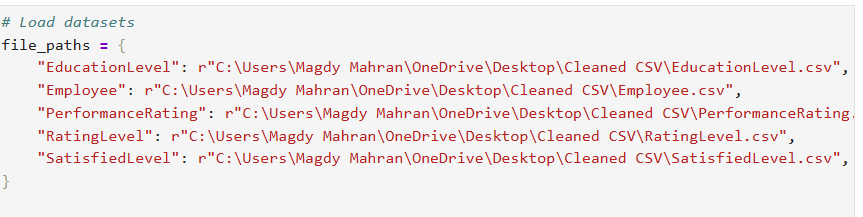 # Load datasets
file_paths = {
    "EducationLevel": r"C:\Users\Magdy Mahran\OneDrive\Desktop\Cleaned CSV\EducationLevel.csv",
    "Employee": r"C:\Users\Magdy Mahran\OneDrive\Desktop\Cleaned CSV\Employee.csv",
    "PerformanceRating": r"C:\Users\Magdy Mahran\OneDrive\Desktop\Cleaned CSV\PerformanceRating.
    "RatingLevel": r"C:\Users\Magdy Mahran\OneDrive\Desktop\Cleaned CSV\RatingLevel.csv",
    "SatisfiedLevel": r"C:\Users\Magdy Mahran\OneDrive\Desktop\Cleaned CSV\SatisfiedLevel.csv",
}